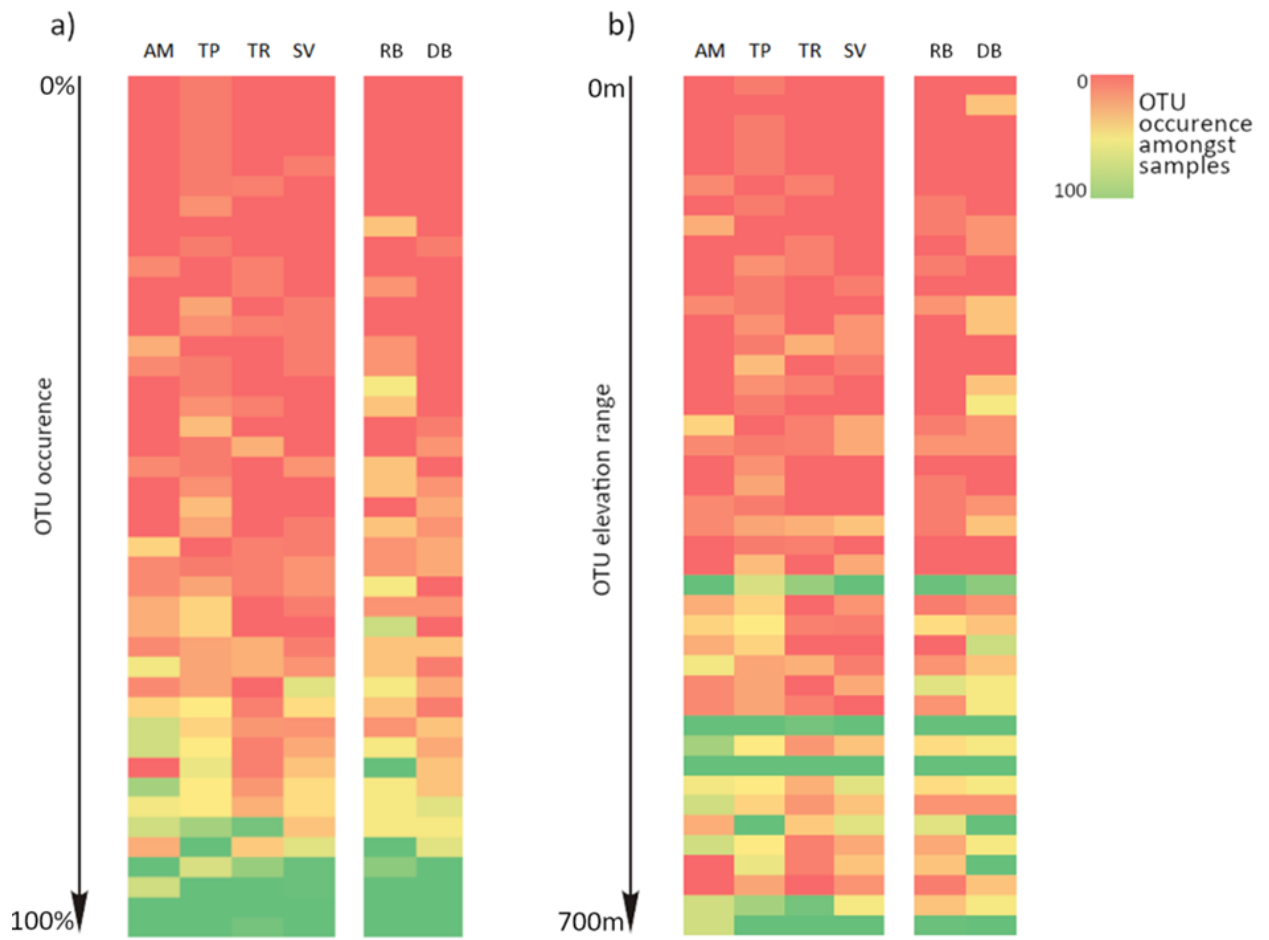 a)
AM TP TR SV RB DB
0%
OTU occurence
100%
b)
AM TP TR SV RB DB
0m
OTU elevation range
700m
0
100
OTU
occurence
amongst
samples